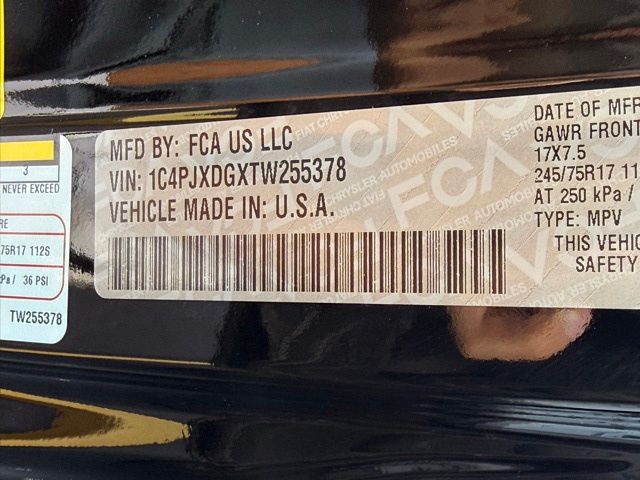 MFD BY: FCA US LLC
VIN: 1C4PJXDGXTW255378
VEHICLE MADE IN: U.S.A.
DATE OF MFR
GAWR FRONT
17X7.5
245/75R17 11
AT 250 kPa /
TYPE: MPV
THIS VEHIC
SAFETY
3
NEVER EXCEED
RE
75R17 112S
kPa / 36 PSI
TW255378